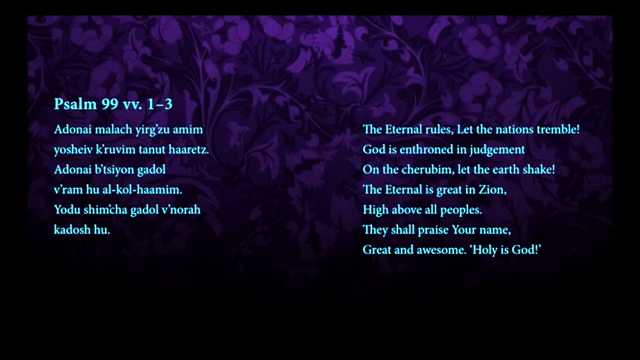 Psalm 99 vv. 1–3
Adonai malach yirg’zu amim
yosheiv k’ruvim tanut haaretz.
Adonai b’tsiyon gadol
v’ram hu al-kol-haamim.
Yodu shim’cha gadol v’norah
kadosh hu.
The Eternal rules, Let the nations tremble!
God is enthroned in judgement
On the cherubim, let the earth shake!
The Eternal is great in Zion,
High above all peoples.
They shall praise Your name,
Great and awesome. ‘Holy is God!’